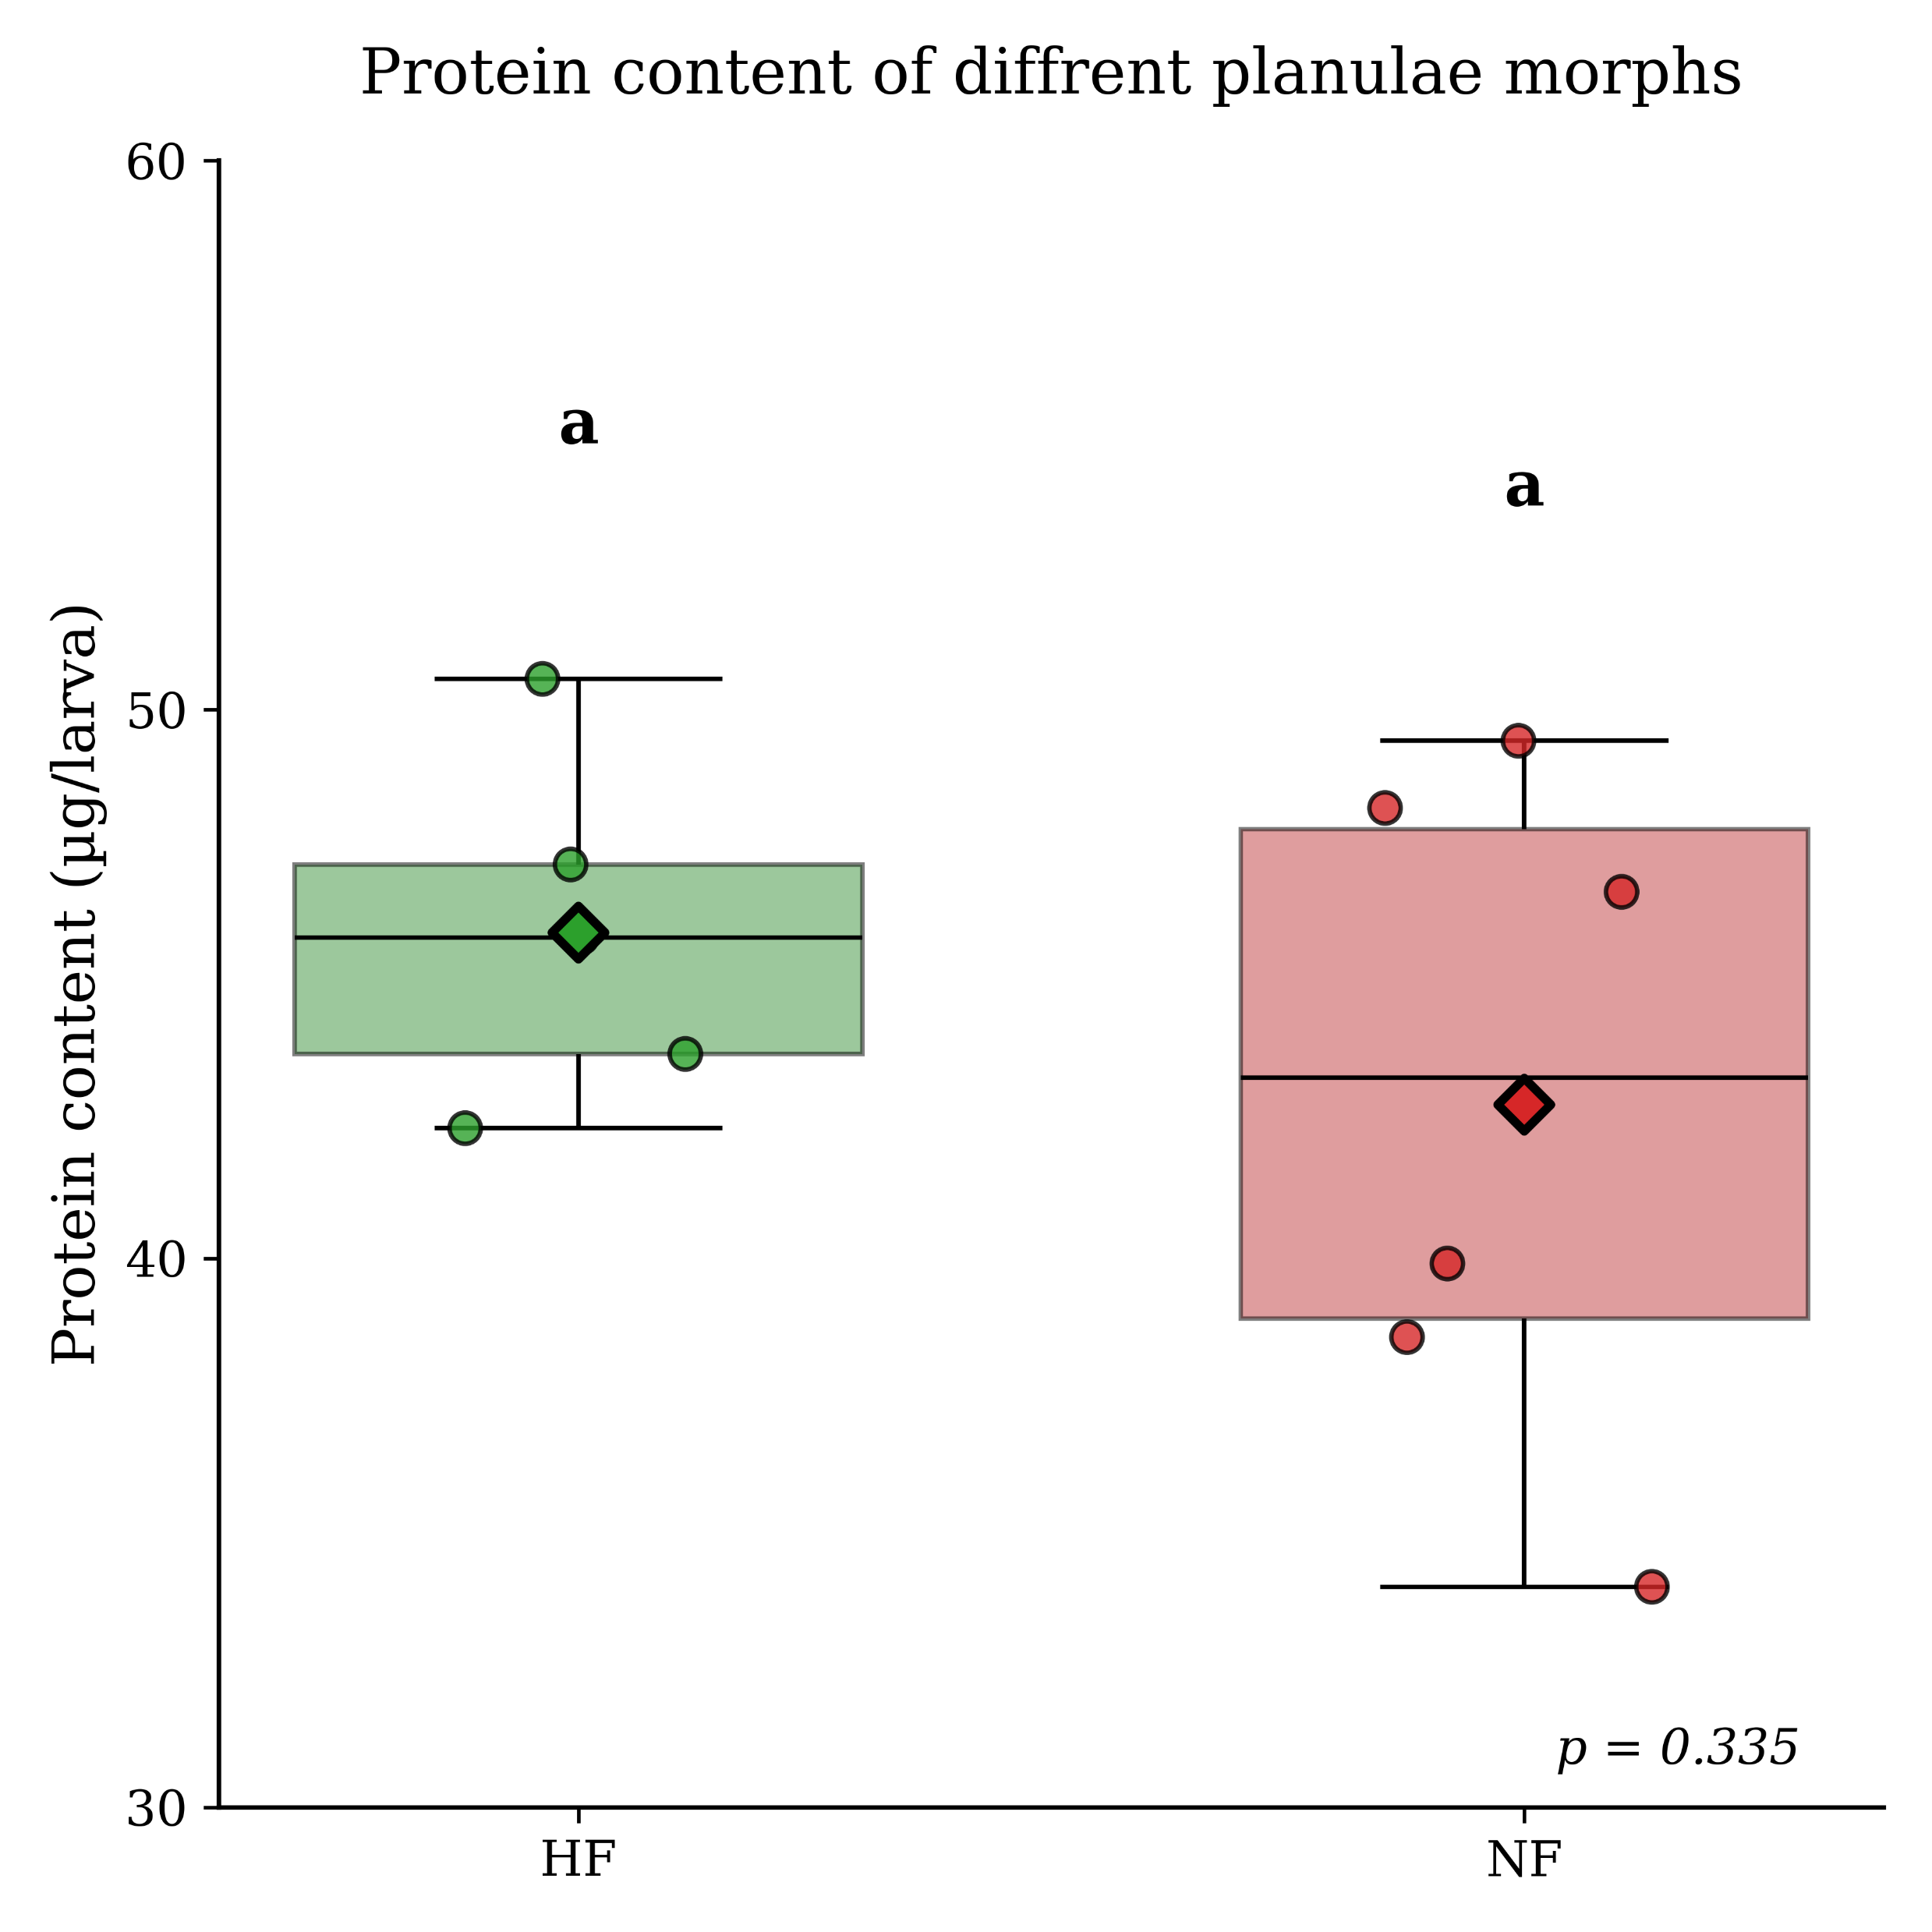 Protein content of diffrent planulae morphs
60
50
40
30
Protein content (µg/larva)
a
a
p = 0.335
HF
NF